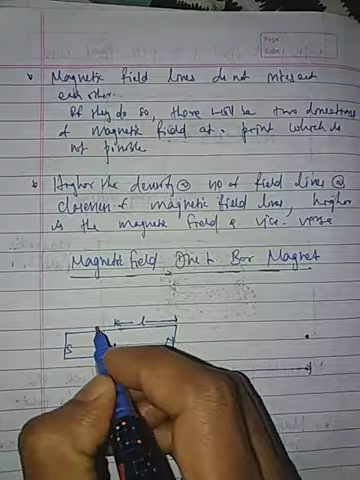 Page:
Date: / /
Magnetic field lines do not intersect
each other.
If they do so, there will be two directions
of magnetic field at point which is
not possible
Higher the density @ no of field lines @
closeness of magnetic field lines, higher
is the magnetic field & vice-versa
Magnetic field Due to Bar Magnet
l
S